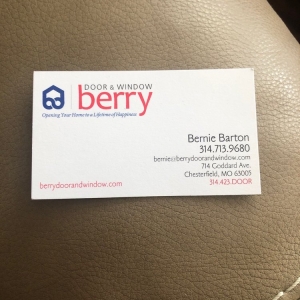 DOOR & WINDOW
berry
Opening Your Home to a Lifetime of Happiness
Bernie Barton
314.713.9680
bernie@berrydoorandwindow.com
714 Goddard Ave.
Chesterfield, MO 63005
314.423.DOOR
berrydoorandwindow.com